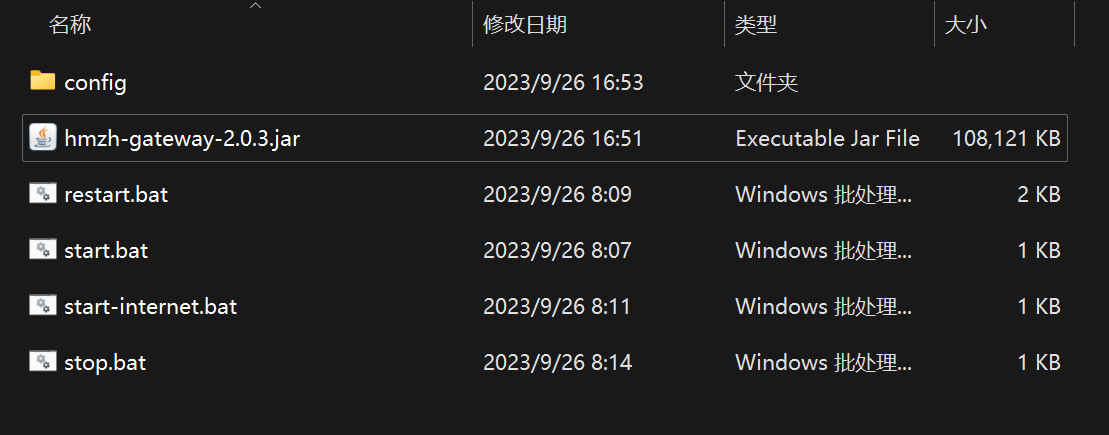 名称 修改日期 类型 大小
config 2023/9/26 16:53 文件夹
hmzh-gateway-2.0.3.jar 2023/9/26 16:51 Executable Jar File 108,121 KB
restart.bat 2023/9/26 8:09 Windows 批处理... 2 KB
start.bat 2023/9/26 8:07 Windows 批处理... 1 KB
start-internet.bat 2023/9/26 8:11 Windows 批处理... 1 KB
stop.bat 2023/9/26 8:14 Windows 批处理... 1 KB